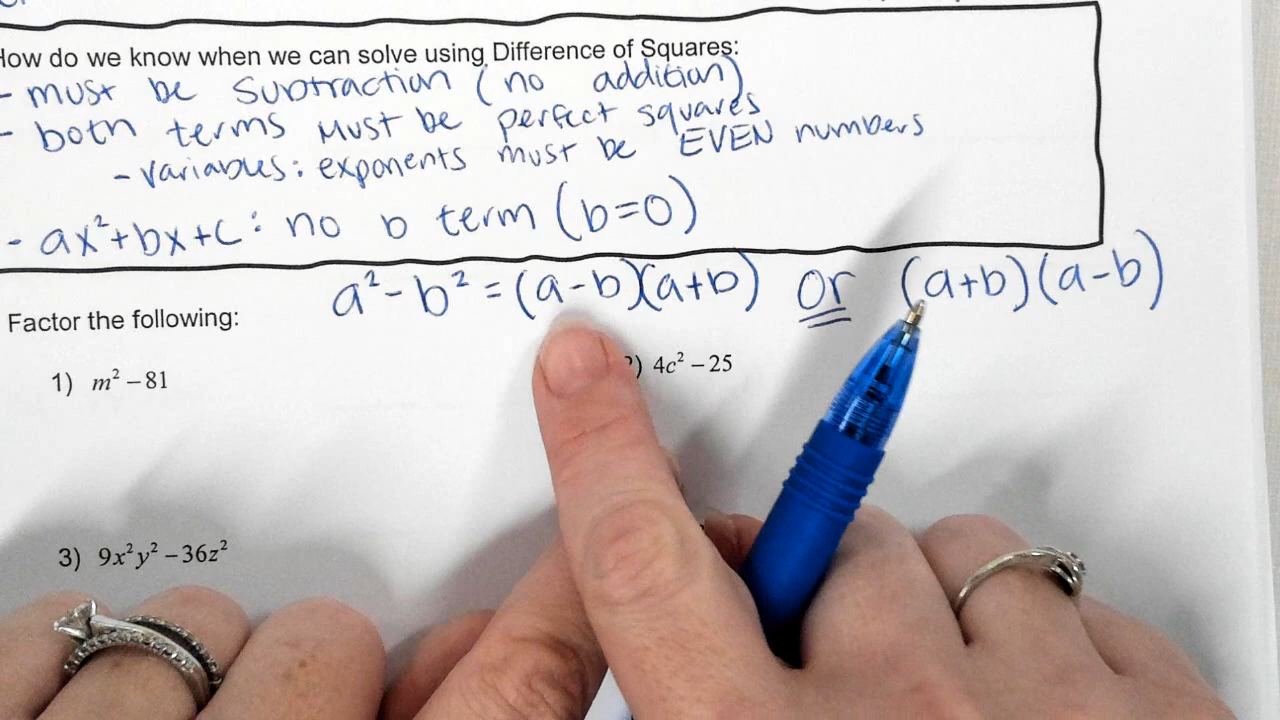 How do we know when we can solve using Difference of Squares:
- must be subtraction (no addition)
- both terms must be perfect squares
- variables: exponents must be EVEN numbers
- ax²+bx+c: no b term (b=0)
a² - b² = (a-b)(a+b) or (a+b)(a-b)
Factor the following:
1) m² – 81
2) 4c² – 25
3) 9x²y² – 36z²